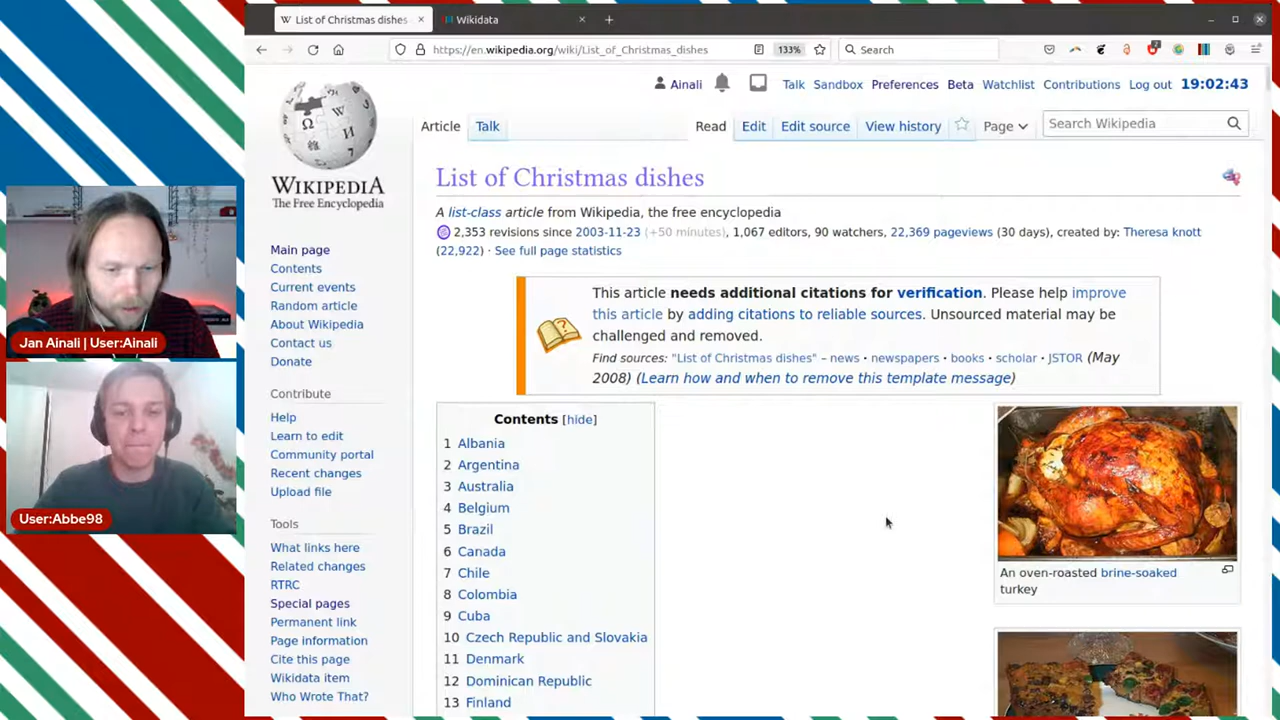 List of Christmas dishes
Wikidata
https://en.wikipedia.org/wiki/List_of_Christmas_dishes
133%
Search
Ainali
Talk
Sandbox
Preferences
Beta
Watchlist
Contributions
Log out
19:02:43
Article
Talk
Read
Edit
Edit source
View history
Page
Search Wikipedia
WIKIPEDIA
The Free Encyclopedia
List of Christmas dishes
A list-class article from Wikipedia, the free encyclopedia
2,353 revisions since 2003-11-23 (+50 minutes), 1,067 editors, 90 watchers, 22,369 pageviews (30 days), created by: Theresa knott
(22,922) · See full page statistics
This article needs additional citations for verification. Please help improve
this article by adding citations to reliable sources. Unsourced material may be
challenged and removed.
Find sources: "List of Christmas dishes" – news · newspapers · books · scholar · JSTOR (May
2008) (Learn how and when to remove this template message)
Main page
Contents
Current events
Random article
About Wikipedia
Contact us
Donate
Contribute
Help
Learn to edit
Community portal
Recent changes
Upload file
Tools
What links here
Related changes
RTRC
Special pages
Permanent link
Page information
Cite this page
Wikidata item
Who Wrote That?
Contents [hide]
1 Albania
2 Argentina
3 Australia
4 Belgium
5 Brazil
6 Canada
7 Chile
8 Colombia
9 Cuba
10 Czech Republic and Slovakia
11 Denmark
12 Dominican Republic
13 Finland
An oven-roasted brine-soaked
turkey
Jan Ainali | User:Ainali
User:Abbe98